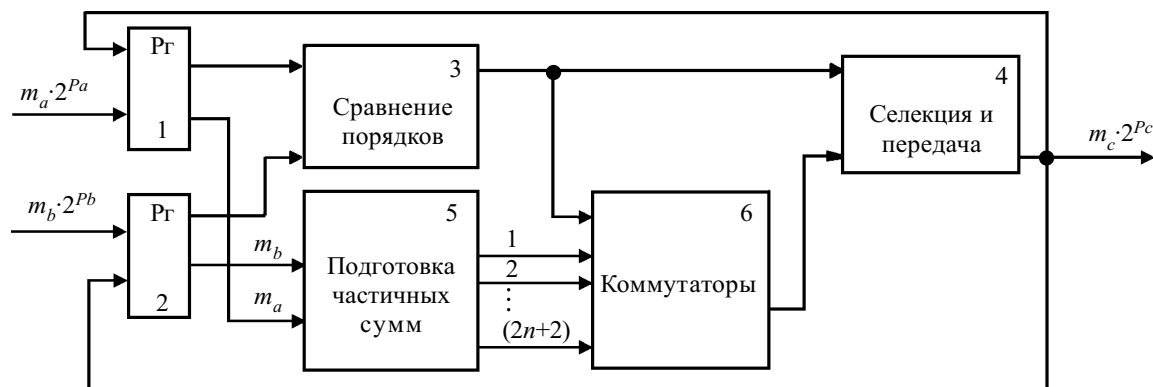 Рг
1
m_a·2^{Pa}
3
Сравнение
порядков
4
Селекция и
передача
m_c·2^{Pc}
m_b·2^{Pb}
Рг
2
m_b
m_a
5
Подготовка
частичных
сумм
1
2
...
(2n+2)
6
Коммутаторы